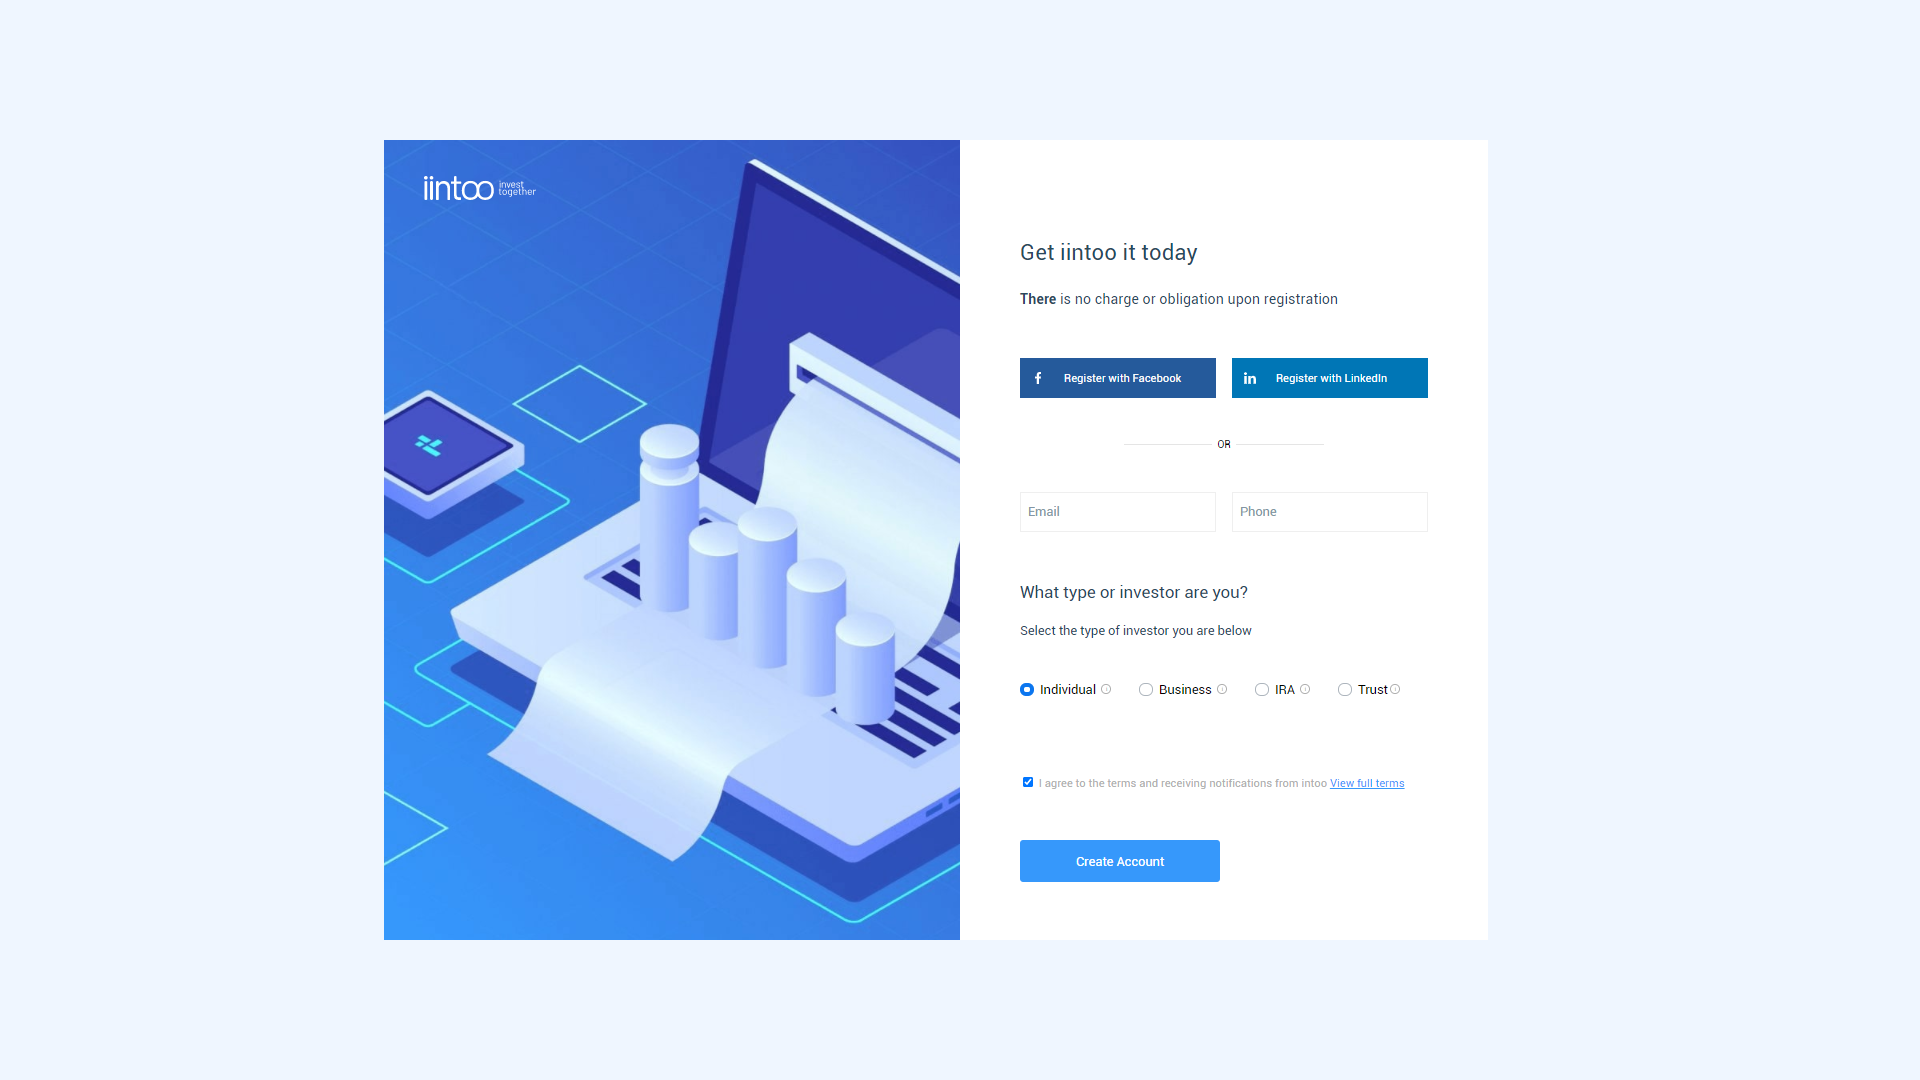 iintoo invest together
Get iintoo it today
There is no charge or obligation upon registration
Register with Facebook
Register with LinkedIn
OR
Email
Phone
What type or investor are you?
Select the type of investor you are below
Individual
Business
IRA
Trust
I agree to the terms and receiving notifications from intoo View full terms
Create Account